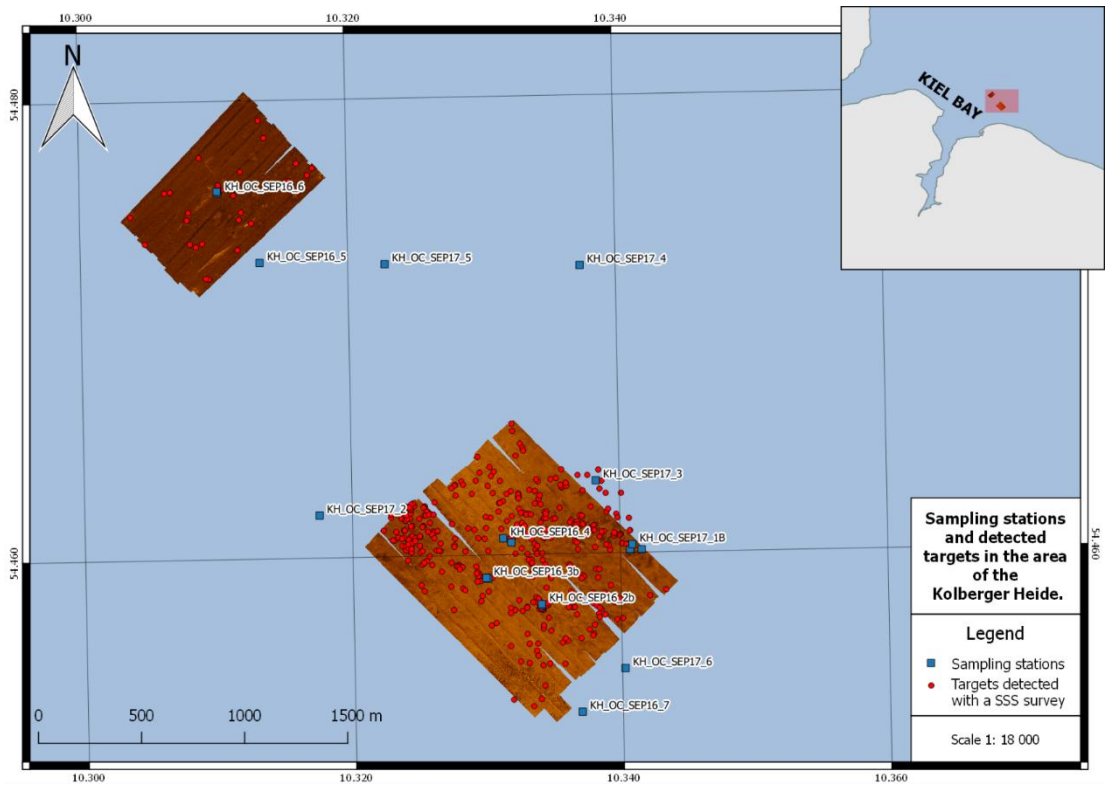 10.300
10.320
10.340
N
54.480
KIEL BAY
KH_OC_SEP16_6
KH_OC_SEP16_5
KH_OC_SEP17_5
KH_OC_SEP17_4
KH_OC_SEP17_3
KH_OC_SEP17_2
KH_OC_SEP16_4
KH_OC_SEP17_1B
54.460
54.460
KH_OC_SEP16_3b
KH_OC_SEP16_2b
KH_OC_SEP17_6
KH_OC_SEP16_7
0
500
1000
1500 m
Sampling stations
and detected
targets in the area
of the
Kolberger Heide.
Legend
Sampling stations
Targets detected
with a SSS survey
Scale 1: 18 000
10.300
10.320
10.340
10.360